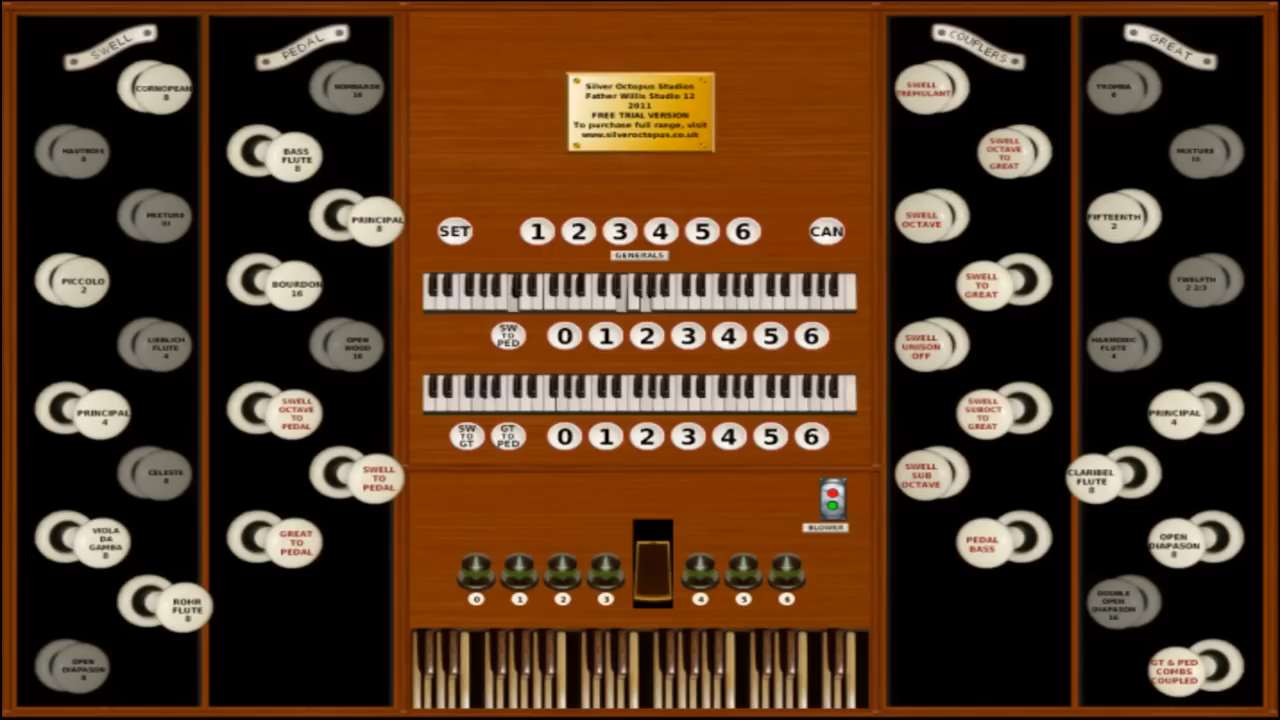 SWELL
CORNOPEAN
8
HAUTBOIS
8
MIXTURE
III
PICCOLO
2
LIEBLICH
FLUTE
4
PRINCIPAL
4
CELESTE
8
VIOLA
DA
GAMBA
8
ROHR
FLUTE
8
OPEN
DIAPASON
8
PEDAL
BOMBARDE
16
BASS
FLUTE
8
PRINCIPAL
8
BOURDON
16
OPEN
WOOD
16
SWELL
OCTAVE
TO
PEDAL
SWELL
TO
PEDAL
GREAT
TO
PEDAL
Silver Octopus Studios
Father Willis Studio 12
2011
FREE TRIAL VERSION
To purchase full range, visit
www.silveroctopus.co.uk
SET 1 2 3 4 5 6 CAN
GENERALS
SW
TO
PED
0 1 2 3 4 5 6
SW
TO
GT
GT
TO
PED
0 1 2 3 4 5 6
BLOWER
0 1 2 3 4 5 6
COUPLERS
SWELL
TREMULANT
SWELL
OCTAVE
TO
GREAT
SWELL
OCTAVE
SWELL
TO
GREAT
SWELL
UNISON
OFF
SWELL
SUBOCT TO
GREAT
SWELL
SUB
OCTAVE
PEDAL
BASS
GREAT
TROMBA
8
MIXTURE
III
FIFTEENTH
2
TWELFTH
2 2/3
HARMONIC
FLUTE
4
PRINCIPAL
4
CLARIBEL
FLUTE
8
OPEN
DIAPASON
8
DOUBLE
OPEN
DIAPASON
16
GT & PED
COMBS
COUPLED